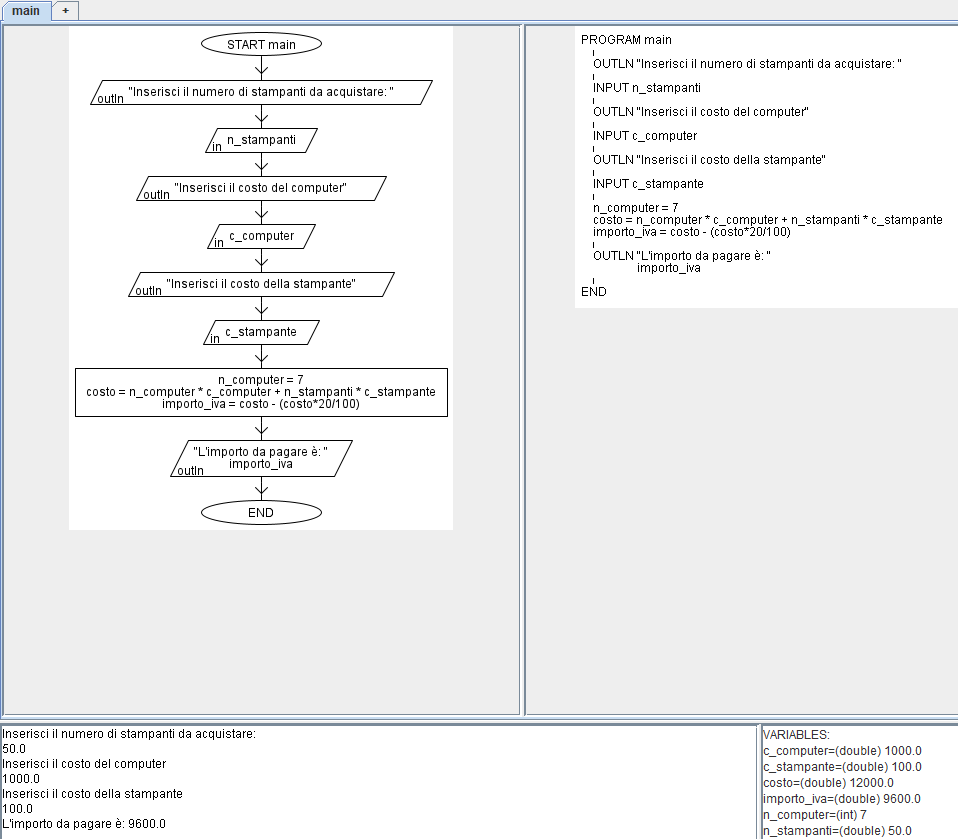 main
+
START main
"Inserisci il numero di stampanti da acquistare: "
outln
n_stampanti
in
"Inserisci il costo del computer"
outln
c_computer
in
"Inserisci il costo della stampante"
outln
c_stampante
in
n_computer = 7
costo = n_computer * c_computer + n_stampanti * c_stampante
importo_iva = costo - (costo*20/100)
"L'importo da pagare è: "
importo_iva
outln
END
PROGRAM main
OUTLN "Inserisci il numero di stampanti da acquistare: "
INPUT n_stampanti
OUTLN "Inserisci il costo del computer"
INPUT c_computer
OUTLN "Inserisci il costo della stampante"
INPUT c_stampante
n_computer = 7
costo = n_computer * c_computer + n_stampanti * c_stampante
importo_iva = costo - (costo*20/100)
OUTLN "L'importo da pagare è: "
importo_iva
END
Inserisci il numero di stampanti da acquistare:
50.0
Inserisci il costo del computer
1000.0
Inserisci il costo della stampante
100.0
L'importo da pagare è: 9600.0
VARIABLES:
c_computer=(double) 1000.0
c_stampante=(double) 100.0
costo=(double) 12000.0
importo_iva=(double) 9600.0
n_computer=(int) 7
n_stampanti=(double) 50.0